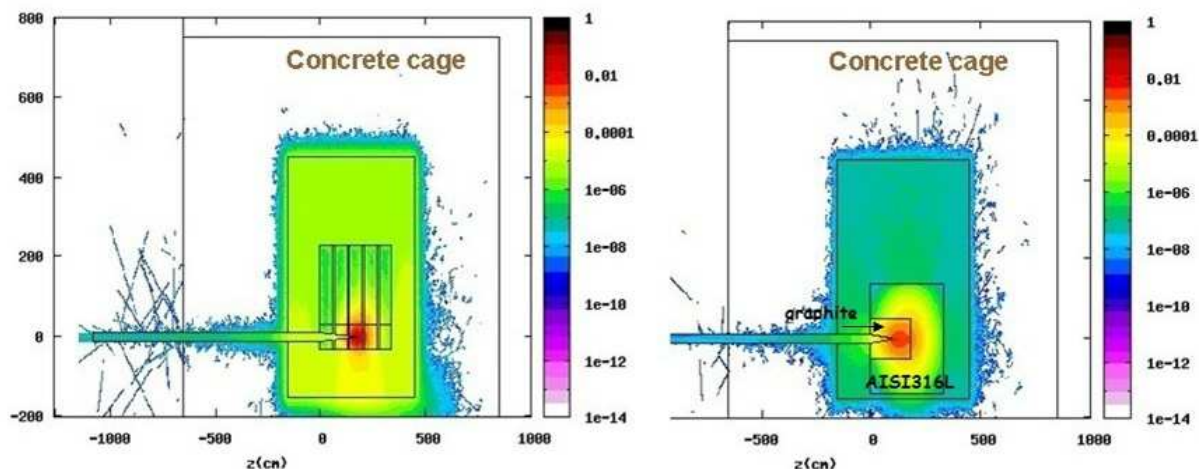 800
600
400
200
0
-200
-1000
-500
0
500
1000
z(cm)
Concrete cage
1
0.01
0.0001
1e-06
1e-08
1e-10
1e-12
1e-14
Concrete cage
graphite
AISI316L
-500
0
500
1000
z(cm)
1
0.01
0.0001
1e-06
1e-08
1e-10
1e-12
1e-14